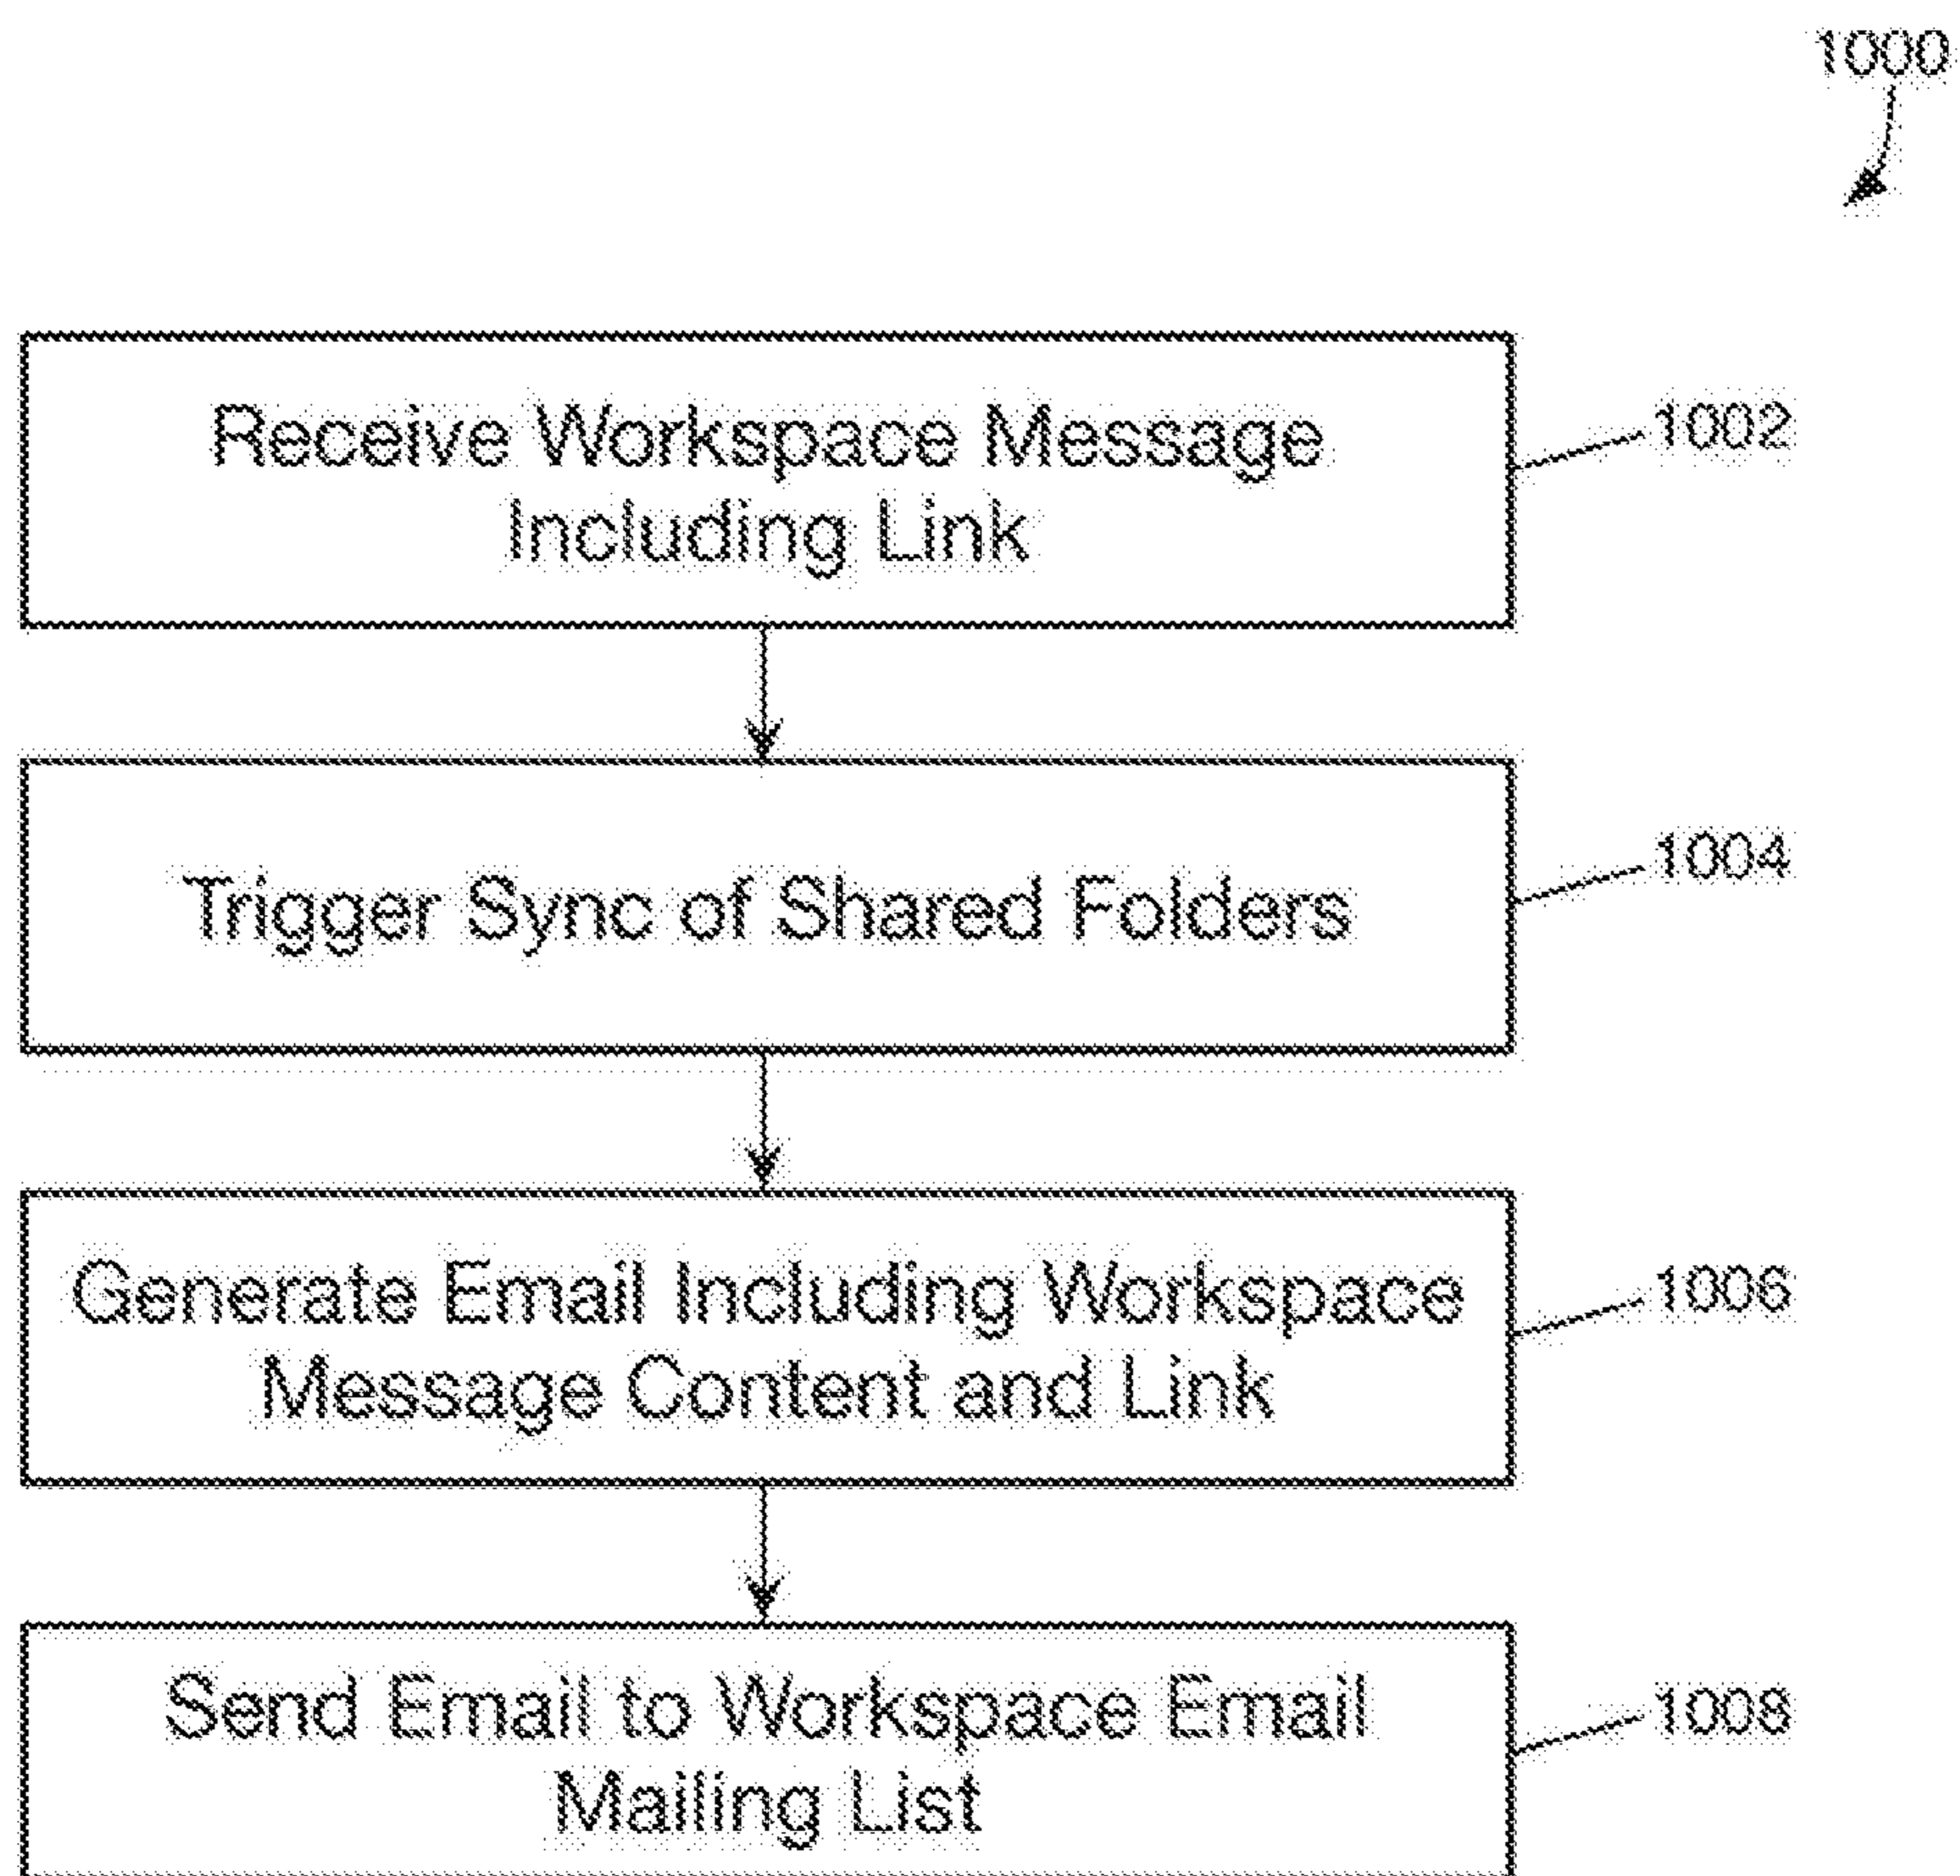 1000
Receive Workspace Message
Including Link
1002
Trigger Sync of Shared Folders
1004
Generate Email Including Workspace
Message Content and Link
1006
Send Email to Workspace Email
Mailing List
1008